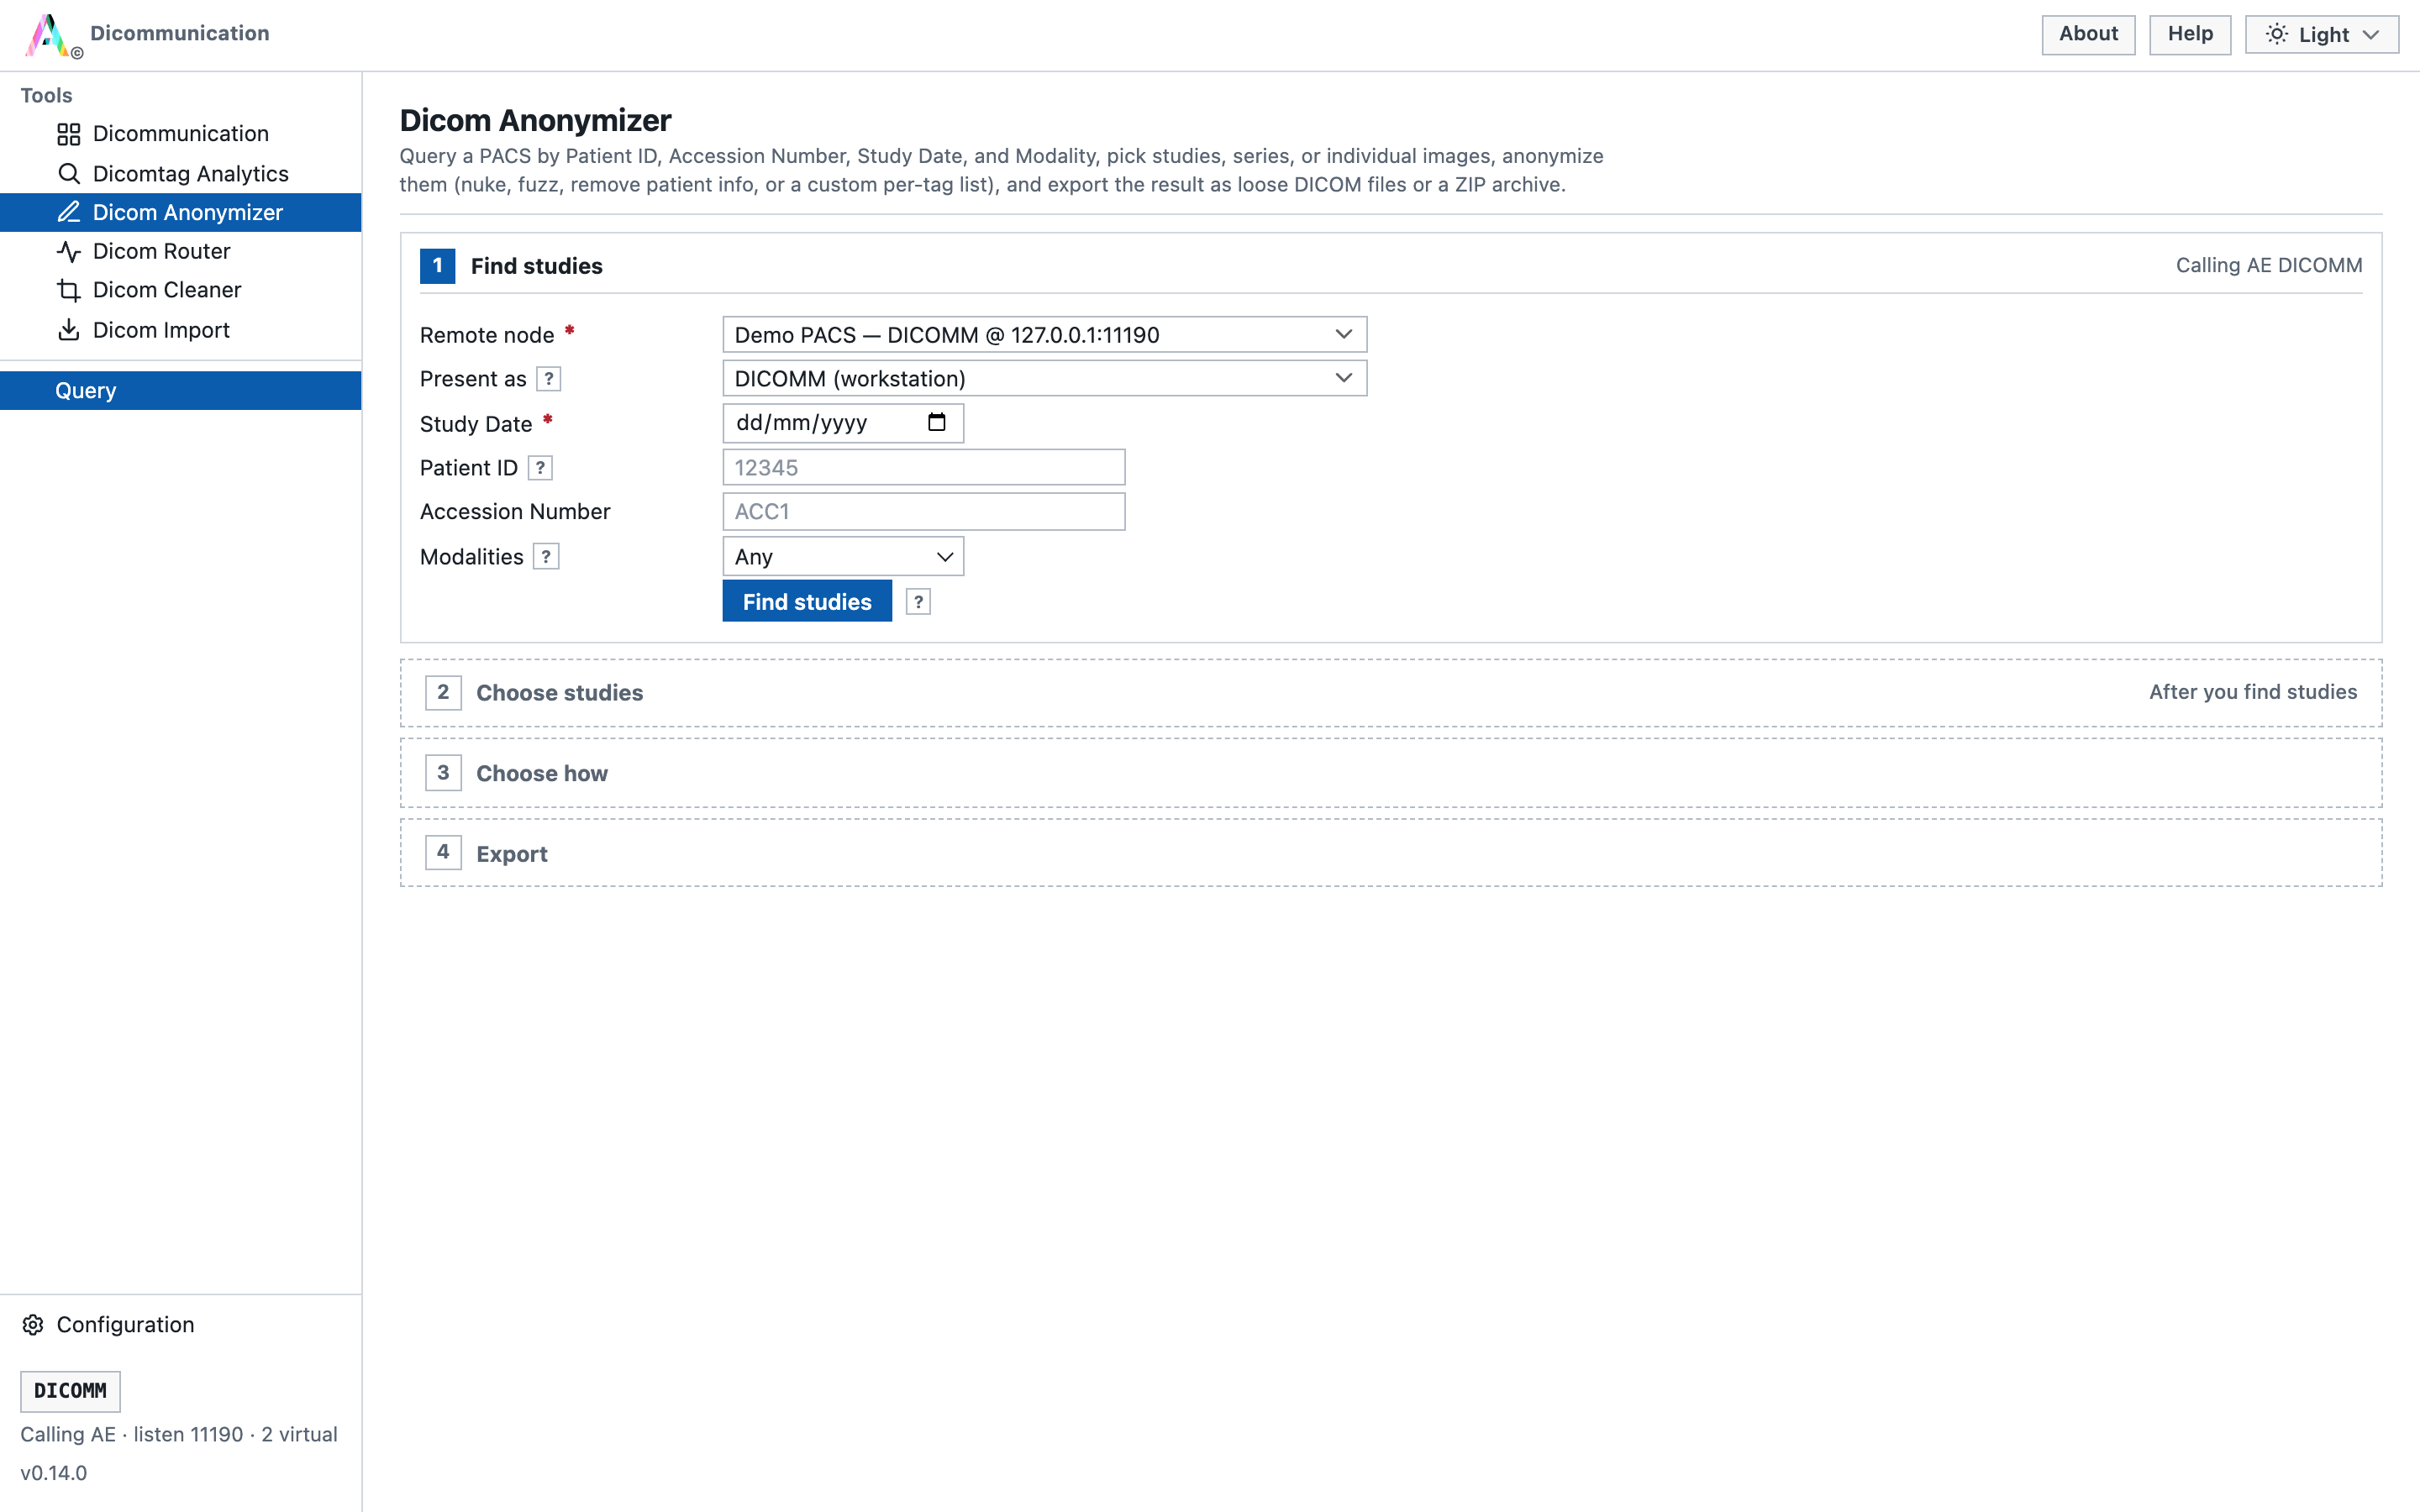 Dicommunication
About
Help
Light
Tools
Dicommunication
Dicomtag Analytics
Dicom Anonymizer
Dicom Router
Dicom Cleaner
Dicom Import
Query
Dicom Anonymizer
Query a PACS by Patient ID, Accession Number, Study Date, and Modality, pick studies, series, or individual images, anonymize
them (nuke, fuzz, remove patient info, or a custom per-tag list), and export the result as loose DICOM files or a ZIP archive.
1 Find studies Calling AE DICOMM
Remote node * Demo PACS — DICOMM @ 127.0.0.1:11190
Present as ? DICOMM (workstation)
Study Date * dd/mm/yyyy
Patient ID ? 12345
Accession Number ACC1
Modalities ? Any
Find studies ?
2 Choose studies After you find studies
3 Choose how
4 Export
Configuration
DICOMM
Calling AE · listen 11190 · 2 virtual
v0.14.0